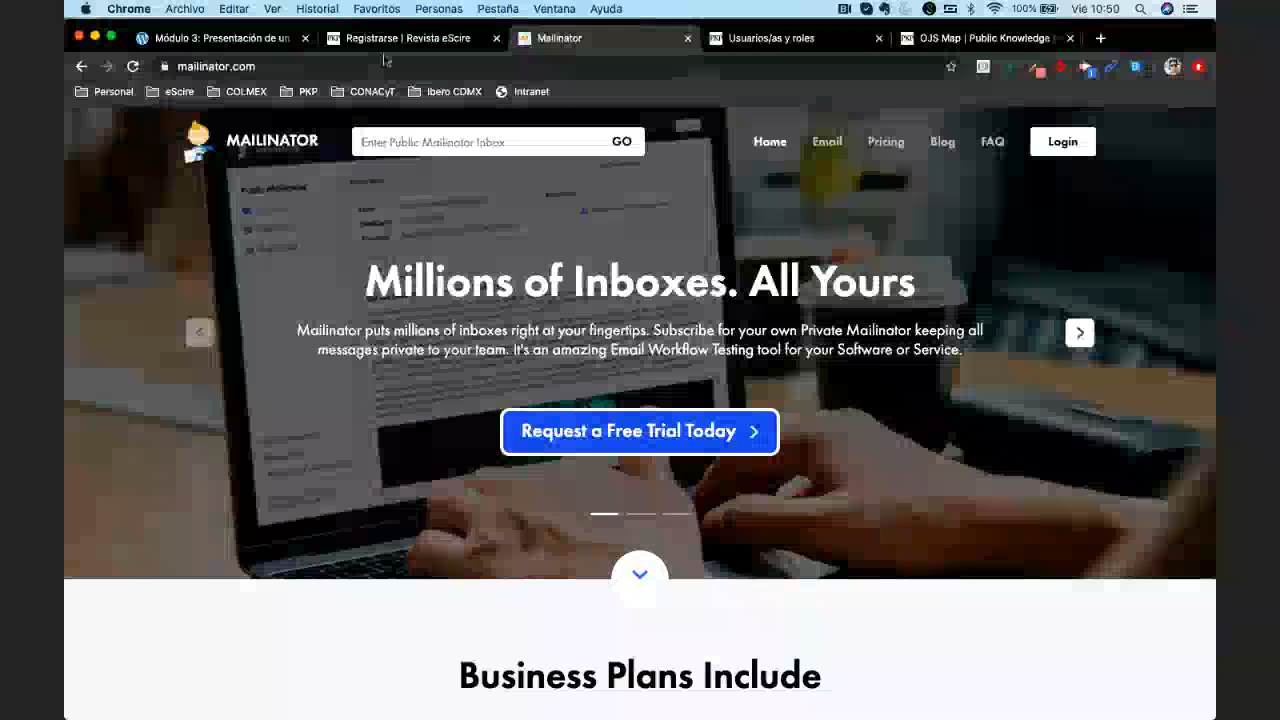 Chrome Archivo Editar Ver Historial Favoritos Personas Pestaña Ventana Ayuda 100% Vie 10:50
Módulo 3: Presentación de un Registrarse | Revista eScire Mailinator Usuarios/as y roles OJS Map | Public Knowledge
mailinator.com
Personal eScire COLMEX PKP CONACyT Ibero CDMX Intranet
MAILINATOR Enter Public Mailinator Inbox GO Home Email Pricing Blog FAQ Login
Millions of Inboxes. All Yours
Mailinator puts millions of inboxes right at your fingertips. Subscribe for your own Private Mailinator keeping all
messages private to your team. It's an amazing Email Workflow Testing tool for your Software or Service.
Request a Free Trial Today
Business Plans Include